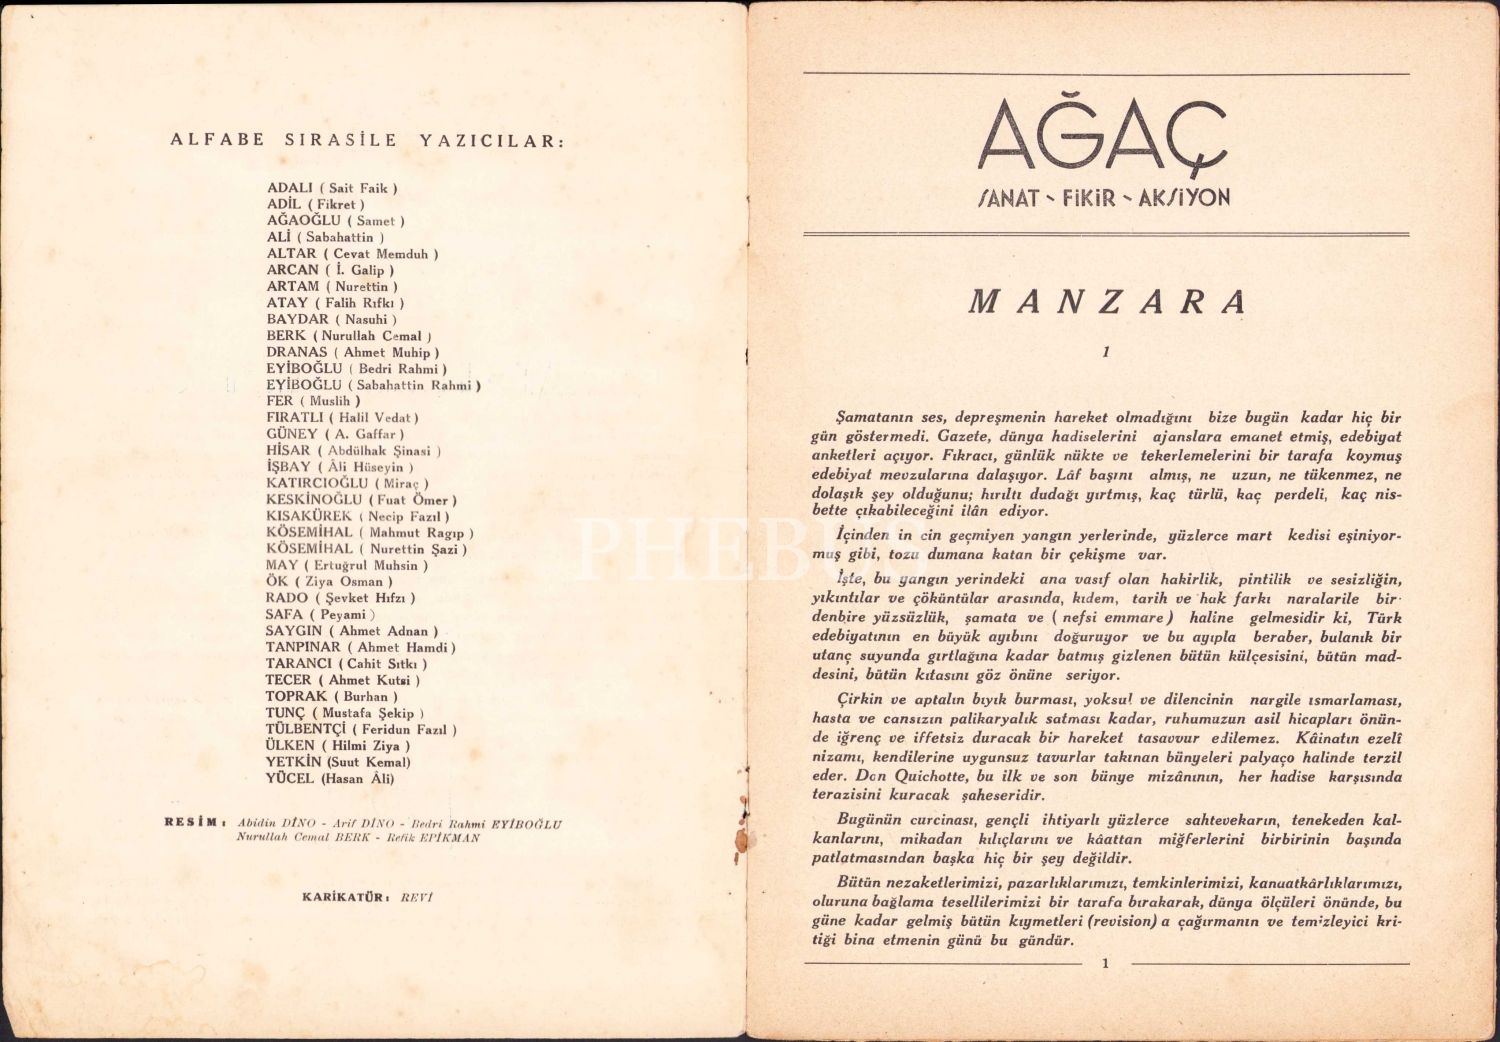 ALFABE SIRASİLE YAZICILAR:
ADALI ( Sait Faik )
ADİL ( Fikret )
AĞAOĞLU ( Samet )
ALİ ( Sabahattin )
ALTAR ( Cevat Memduh )
ARCAN ( İ. Galip )
ARTAM ( Nurettin )
ATAY ( Falih Rıfkı )
BAYDAR ( Nasuhi )
BERK ( Nurullah Cemal )
DRANAS ( Ahmet Muhip )
EYİBOĞLU ( Bedri Rahmi )
EYİBOĞLU ( Sabahattin Rahmi )
FER ( Muslih )
FIRATLI ( Halil Vedat )
GÜNEY ( A. Gaffar )
HİSAR ( Abdülhak Şinasi )
İŞBAY ( Âli Hüseyin )
KATIRCIOĞLU ( Miraç )
KESKİNOĞLU ( Fuat Ömer )
KISAKÜREK ( Necip Fazıl )
KÖSEMİHAL ( Mahmut Ragıp )
KÖSEMİHAL ( Nurettin Şazi )
MAY ( Ertuğrul Muhsin )
ÖK ( Ziya Osman )
RADO ( Şevket Hıfzı )
SAFA ( Peyami )
SAYGIN ( Ahmet Adnan )
TANPINAR ( Ahmet Hamdi )
TARANCI ( Cahit Sıtkı )
TECER ( Ahmet Kutsi )
TOPRAK ( Burhan )
TUNÇ ( Mustafa Şekip )
TÜLBENTÇİ ( Feridun Fazıl )
ÜLKEN ( Hilmi Ziya )
YETKİN (Suut Kemal)
YÜCEL (Hasan Âli)
RESİM: Abidin DİNO - Arif DİNO - Bedri Rahmi EYİBOĞLU
Nurullah Cemal BERK - Refik EPİKMAN
KARİKATÜR: REVİ
AĞAÇ
SANAT - FİKİR - AKSİYON
MANZARA
1
Şamatanın ses, depreşmenin hareket olmadığını bize bugün kadar hiç bir
gün göstermedi. Gazete, dünya hadiselerini ajanslara emanet etmiş, edebiyat
anketleri açıyor. Fıkracı, günlük nükte ve tekerlemelerini bir tarafa koymuş
edebiyat mevzularına dalaşıyor. Lâf başını almış, ne uzun, ne tükenmez, ne
dolaşık şey olduğunu; hırıltı dudağı yırtmış, kaç türlü, kaç perdeli, kaç nis-
bette çıkabileceğini ilân ediyor.
İçinden in cin geçmiyen yangın yerlerinde, yüzlerce mart kedisi eşiniyor-
muş gibi, tozu dumana katan bir çekişme var.
İşte, bu yangın yerindeki ana vasıf olan hakirlik, pintilik ve sesizliğin,
yıkıntılar ve çöküntüler arasında, kıdem, tarih ve hak farkı naralarile bir-
denbire yüzsüzlük, şamata ve ( nefsi emmare ) haline gelmesidir ki, Türk
edebiyatının en büyük ayıbını doğuruyor ve bu ayıpla beraber, bulanık bir
utanç suyunda gırtlağına kadar batmış gizlenen bütün külçesisini, bütün mad-
desini, bütün kıtasını göz önüne seriyor.
Çirkin ve aptalın bıyık burması, yoksul ve dilencinin nargile ısmarlaması,
hasta ve cansızın palikaryalık satması kadar, ruhumuzun asil hicapları önün-
de iğrenç ve iffetsiz duracak bir hareket tasavvur edilemez. Kâinatın ezelî
nizamı, kendilerine uygunsuz tavurlar takınan bünyeleri palyaço halinde terzil
eder. Don Quichotte, bu ilk ve son bünye mizânının, her hadise karşısında
terazisini kuracak şaheseridir.
Bugünün curcinası, gençli ihtiyarlı yüzlerce sahtevekarın, tenekeden kal-
kanlarını, mikadan kılıçlarını ve kâattan miğferlerini birbirinin başında
patlatmasından başka hiç bir şey değildir.
Bütün nezaketlerimizi, pazarlıklarımızı, temkinlerimizi, kanuatkârlıklarımızı,
oluruna bağlama tesellilerimizi bir tarafa bırakarak, dünya ölçüleri önünde, bu
güne kadar gelmiş bütün kıymetleri (revision) a çağırmanın ve temizleyici kri-
tiği bina etmenin günü bu gündür.
1
PHEBUS